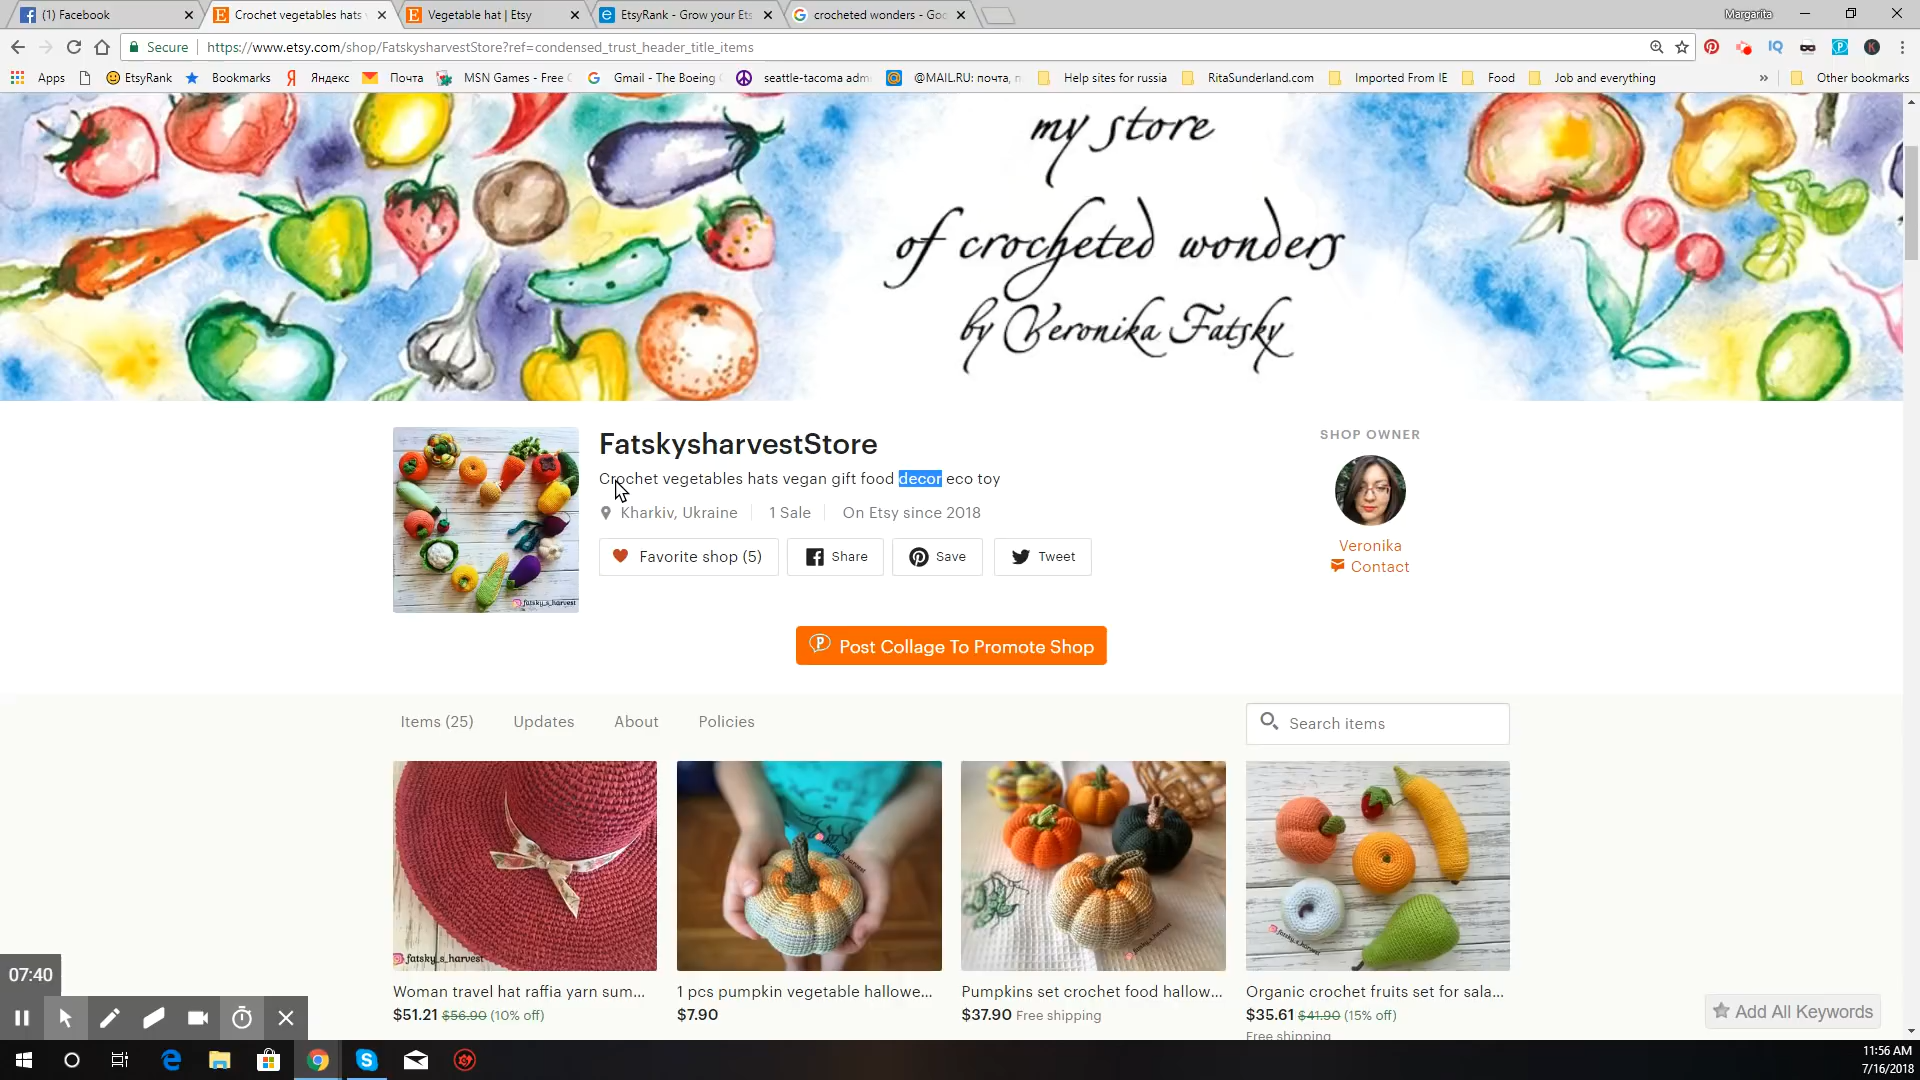 (1) Facebook
Crochet vegetables hats
Vegetable hat | Etsy
EtsyRank - Grow your Ets
crocheted wonders - Goo
Margarita
Secure
https://www.etsy.com/shop/FatskysharvestStore?ref=condensed_trust_header_title_items
Apps
EtsyRank
Bookmarks
Яндекс
Почта
MSN Games - Free
Gmail - The Boeing
seattle-tacoma adm
@MAIL.RU: почта,
Help sites for russia
RitaSunderland.com
Imported From IE
Food
Job and everything
»
Other bookmarks
my store
of crocheted wonders
by Veronika Fatsky
FatskysharvestStore
Crochet vegetables hats vegan gift food decor eco toy
Kharkiv, Ukraine
1 Sale
On Etsy since 2018
Favorite shop (5)
Share
Save
Tweet
SHOP OWNER
Veronika
Contact
fatsky_s_harvest
Post Collage To Promote Shop
Items (25)
Updates
About
Policies
Search items
fatsky_s_harvest
Woman travel hat raffia yarn sum...
$51.21 $56.90 (10% off)
1 pcs pumpkin vegetable hallowe...
$7.90
Pumpkins set crochet food hallow...
$37.90 Free shipping
Organic crochet fruits set for sala...
$35.61 $41.90 (15% off)
Free shipping
Add All Keywords
07:40
11:56 AM
7/16/2018